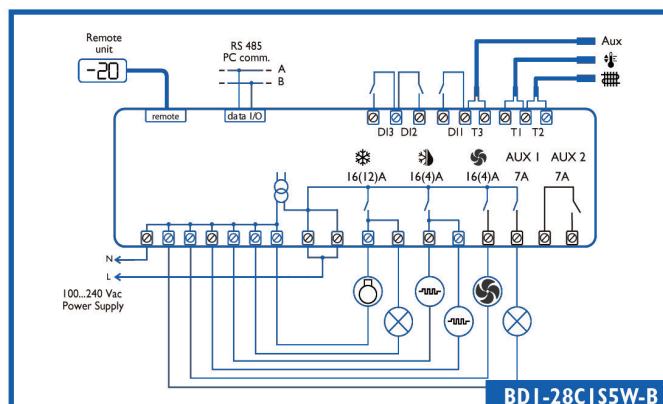 Remote
unit
-20
RS 485
PC comm.
A
B
Aux
remote
data I/O
DI3 DI2 DI1 T3 T1 T2
AUX 1 AUX 2
16(12)A 16(4)A 16(4)A 7A 7A
N
L
100...240 Vac
Power Supply
BD1-28C1S5W-B